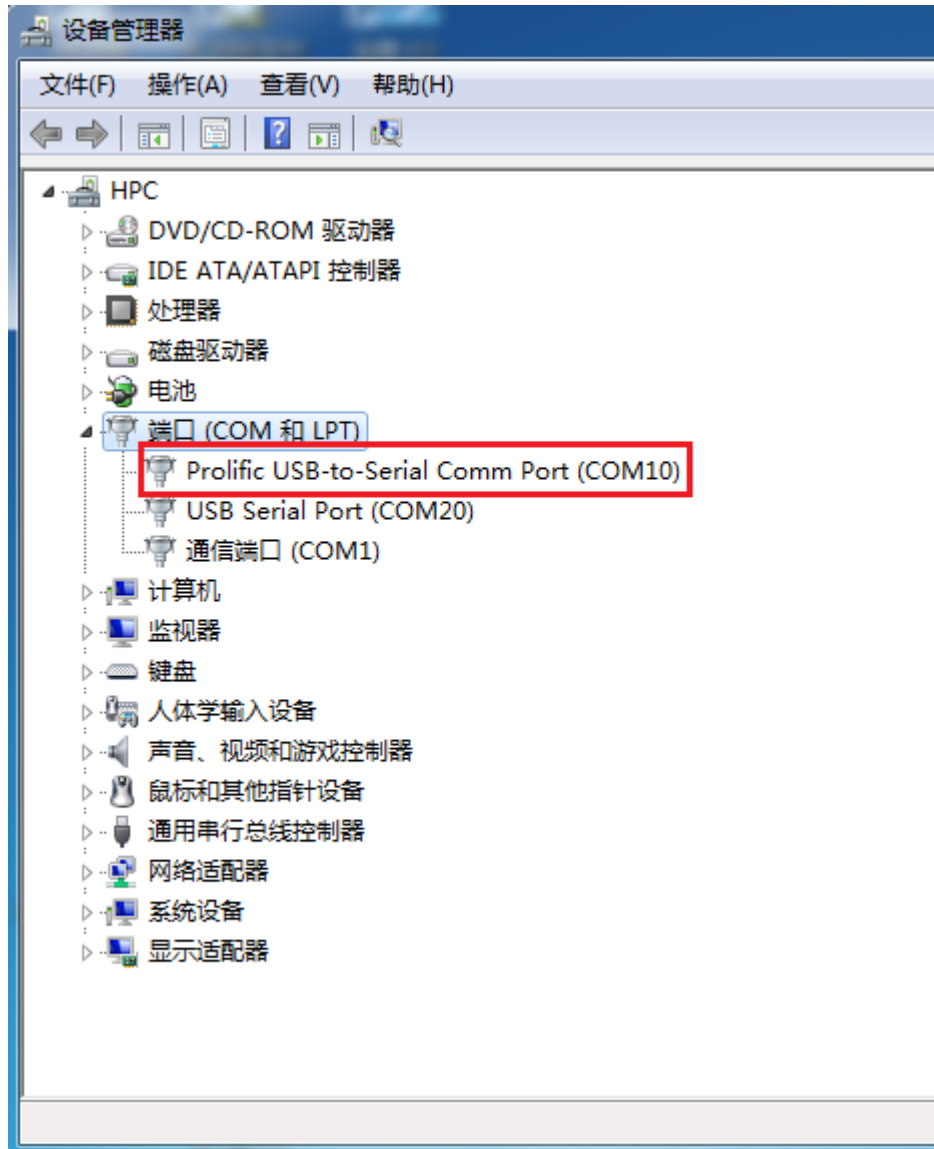 设备管理器
文件(F) 操作(A) 查看(V) 帮助(H)
HPC
DVD/CD-ROM 驱动器
IDE ATA/ATAPI 控制器
处理器
磁盘驱动器
电池
端口 (COM 和 LPT)
Prolific USB-to-Serial Comm Port (COM10)
USB Serial Port (COM20)
通信端口 (COM1)
计算机
监视器
键盘
人体学输入设备
声音、视频和游戏控制器
鼠标和其他指针设备
通用串行总线控制器
网络适配器
系统设备
显示适配器